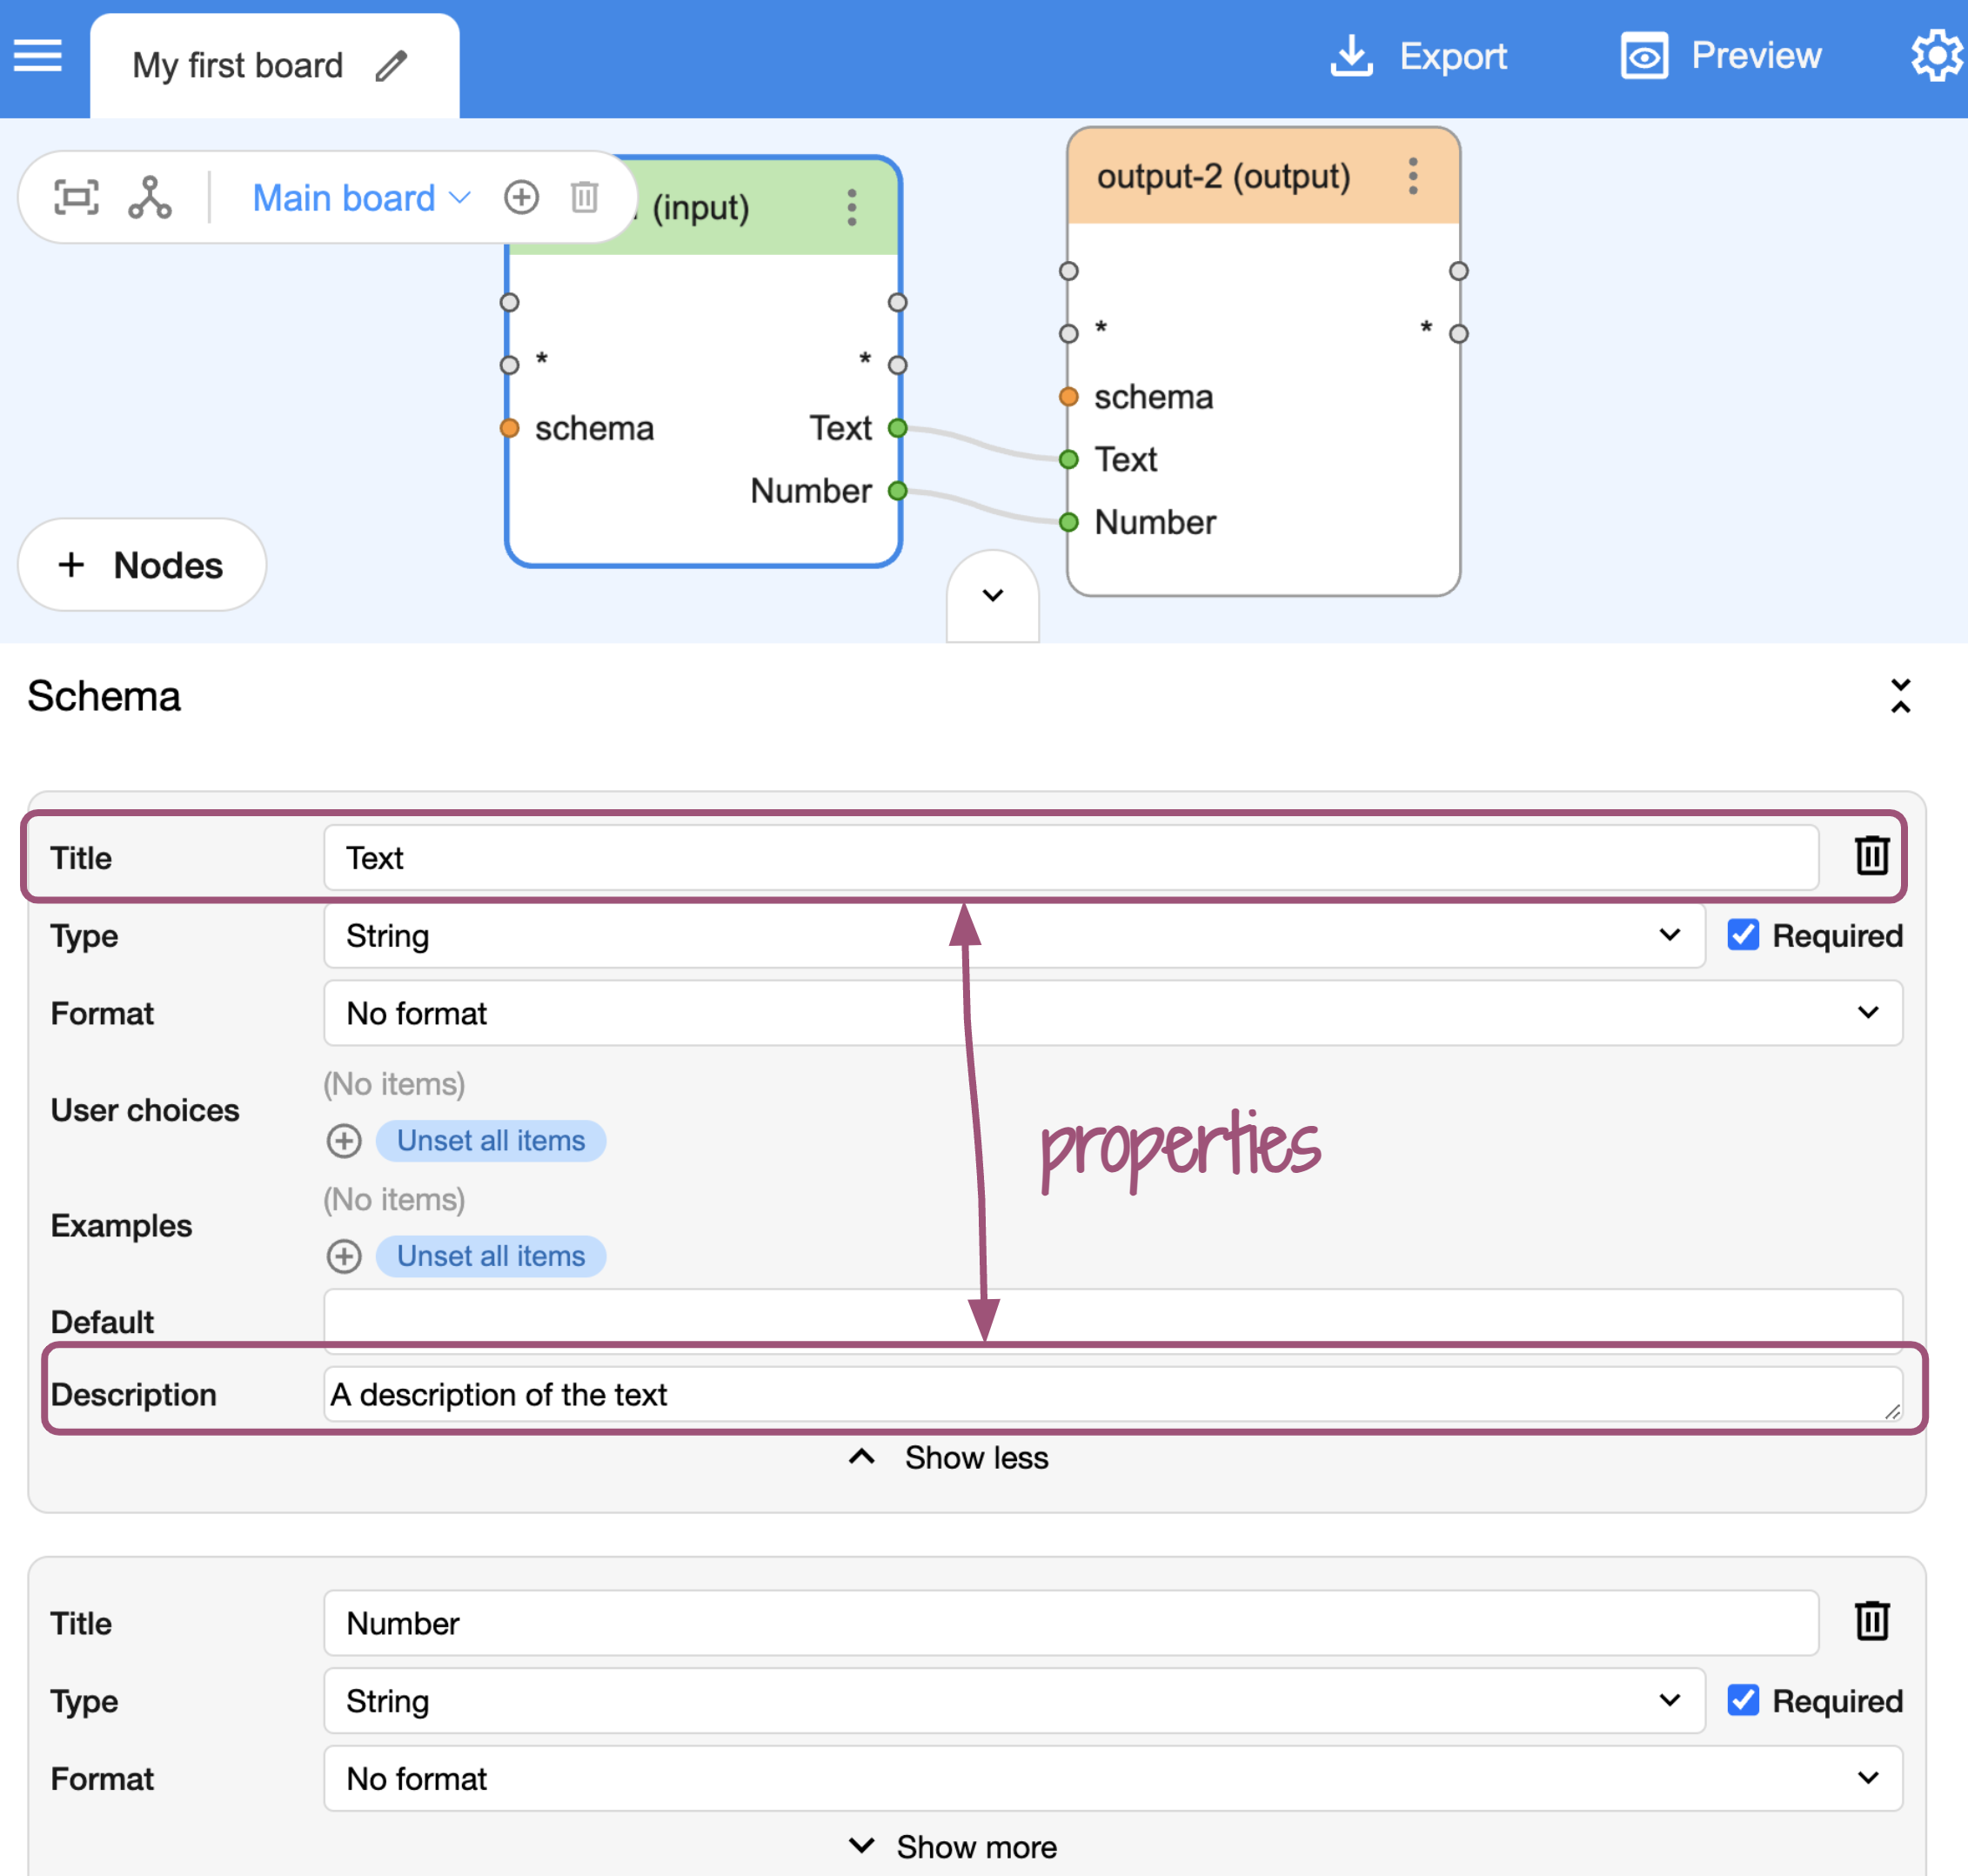 My first board
Export
Preview
Main board
(input)
output-2 (output)
*
*
*
*
schema
Text
Number
schema
Text
Number
+ Nodes
Schema
Title
Text
Type
String
Required
Format
No format
User choices
(No items)
Unset all items
properties
Examples
(No items)
Unset all items
Default
Description
A description of the text
Show less
Title
Number
Type
String
Required
Format
No format
Show more